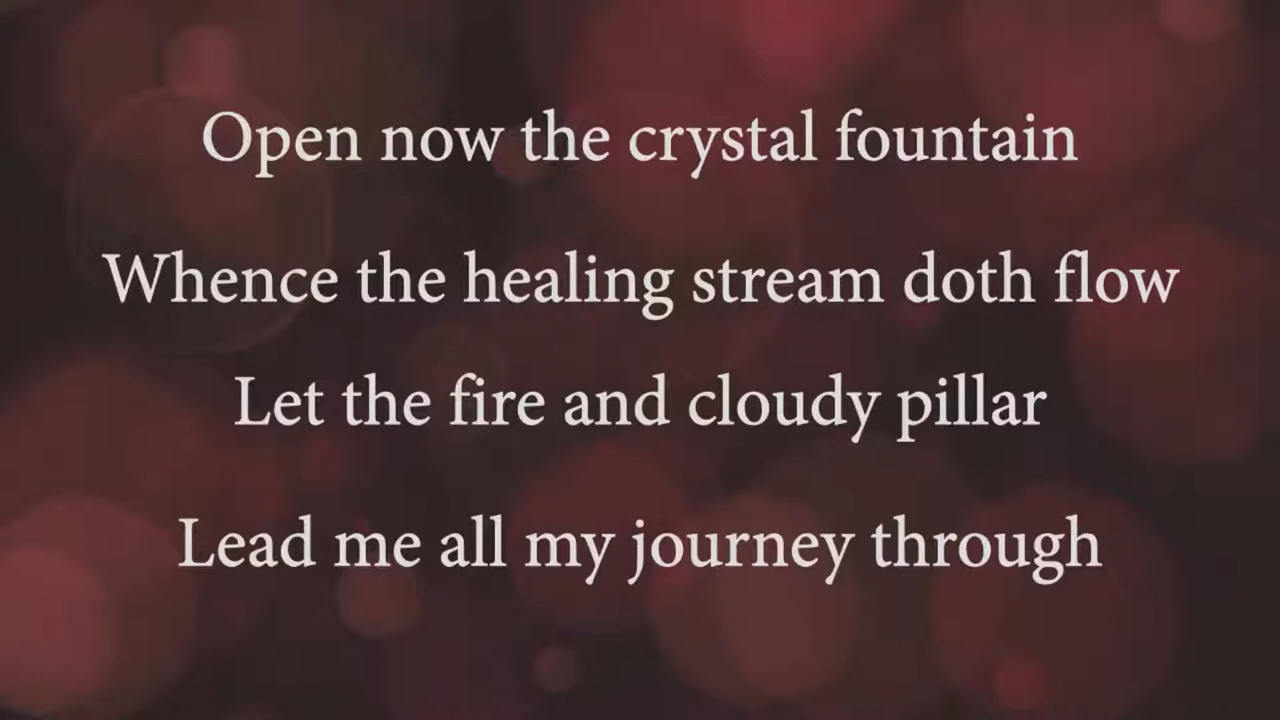 Open now the crystal fountain
Whence the healing stream doth flow
Let the fire and cloudy pillar
Lead me all my journey through